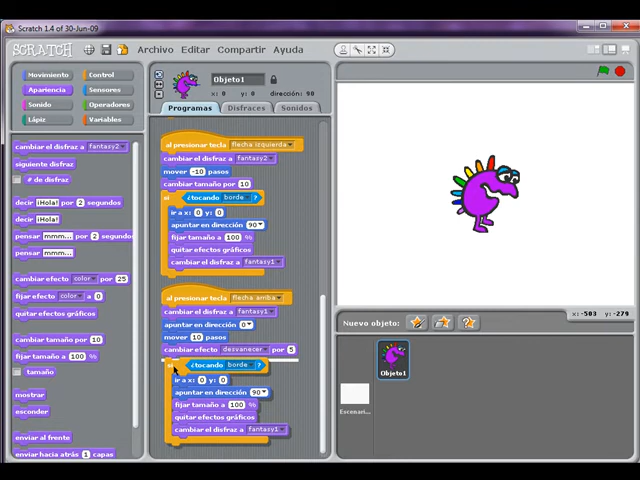 Scratch 1.4 of 30-Jun-09
SCRATCH
Archivo Editar Compartir Ayuda
Movimiento Control
Apariencia Sensores
Sonido Operadores
Lápiz Variables
cambiar el disfraz a fantasy2
siguiente disfraz
# de disfraz
decir ¡Hola! por 2 segundos
decir ¡Hola!
pensar mmm... por 2 segundos
pensar mmm...
cambiar efecto color por 25
fijar efecto color a 0
quitar efectos gráficos
cambiar tamaño por 10
fijar tamaño a 100 %
tamaño
mostrar
esconder
enviar al frente
enviar hacia atrás 1 capas
Objeto1
x: 0 y: 0 dirección: 90
Programas Disfraces Sonidos
al presionar tecla flecha izquierda
cambiar el disfraz a fantasy2
mover -10 pasos
cambiar tamaño por 10
si ¿tocando borde ?
ir a x: 0 y: 0
apuntar en dirección 90
fijar tamaño a 100 %
quitar efectos gráficos
cambiar el disfraz a fantasy1
al presionar tecla flecha arriba
cambiar el disfraz a fantasy1
apuntar en dirección 0
mover 10 pasos
cambiar efecto desvanecer por 5
¿tocando borde ?
ir a x: 0 y: 0
apuntar en dirección 90
fijar tamaño a 100 %
quitar efectos gráficos
cambiar el disfraz a fantasy1
x: -503 y: -279
Nuevo objeto:
Objeto1
Escenari...